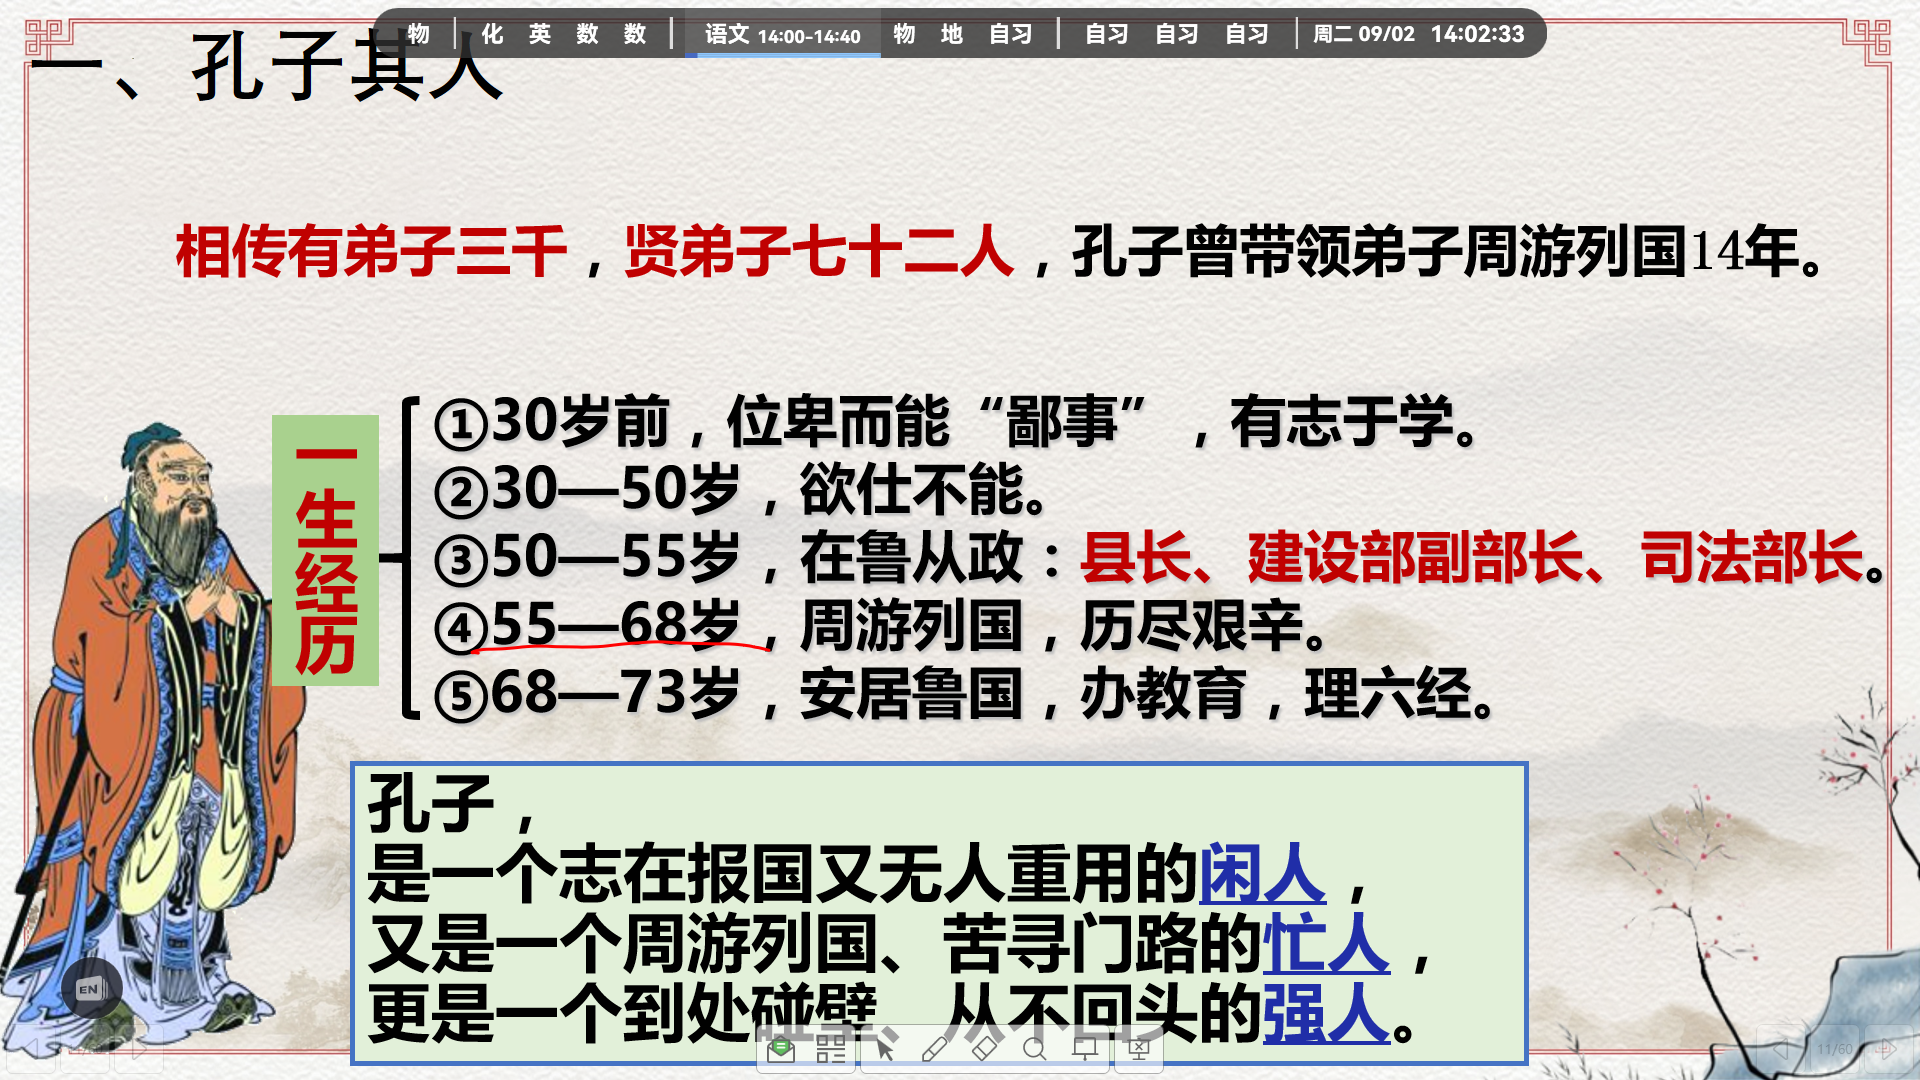 物 | 化 英 数 数 | 语文 14:00-14:40 物 地 自习 | 自习 自习 自习 | 周二 09/02 14:02:33
一、孔子其人
相传有弟子三千，贤弟子七十二人，孔子曾带领弟子周游列国14年。
一生经历
①30岁前，位卑而能“鄙事”，有志于学。
②30—50岁，欲仕不能。
③50—55岁，在鲁从政：县长、建设部副部长、司法部长。
④55—68岁，周游列国，历尽艰辛。
⑤68—73岁，安居鲁国，办教育，理六经。
孔子，
是一个志在报国又无人重用的闲人，
又是一个周游列国、苦寻门路的忙人，
更是一个到处碰壁、从不回头的强人。
EN
11/60